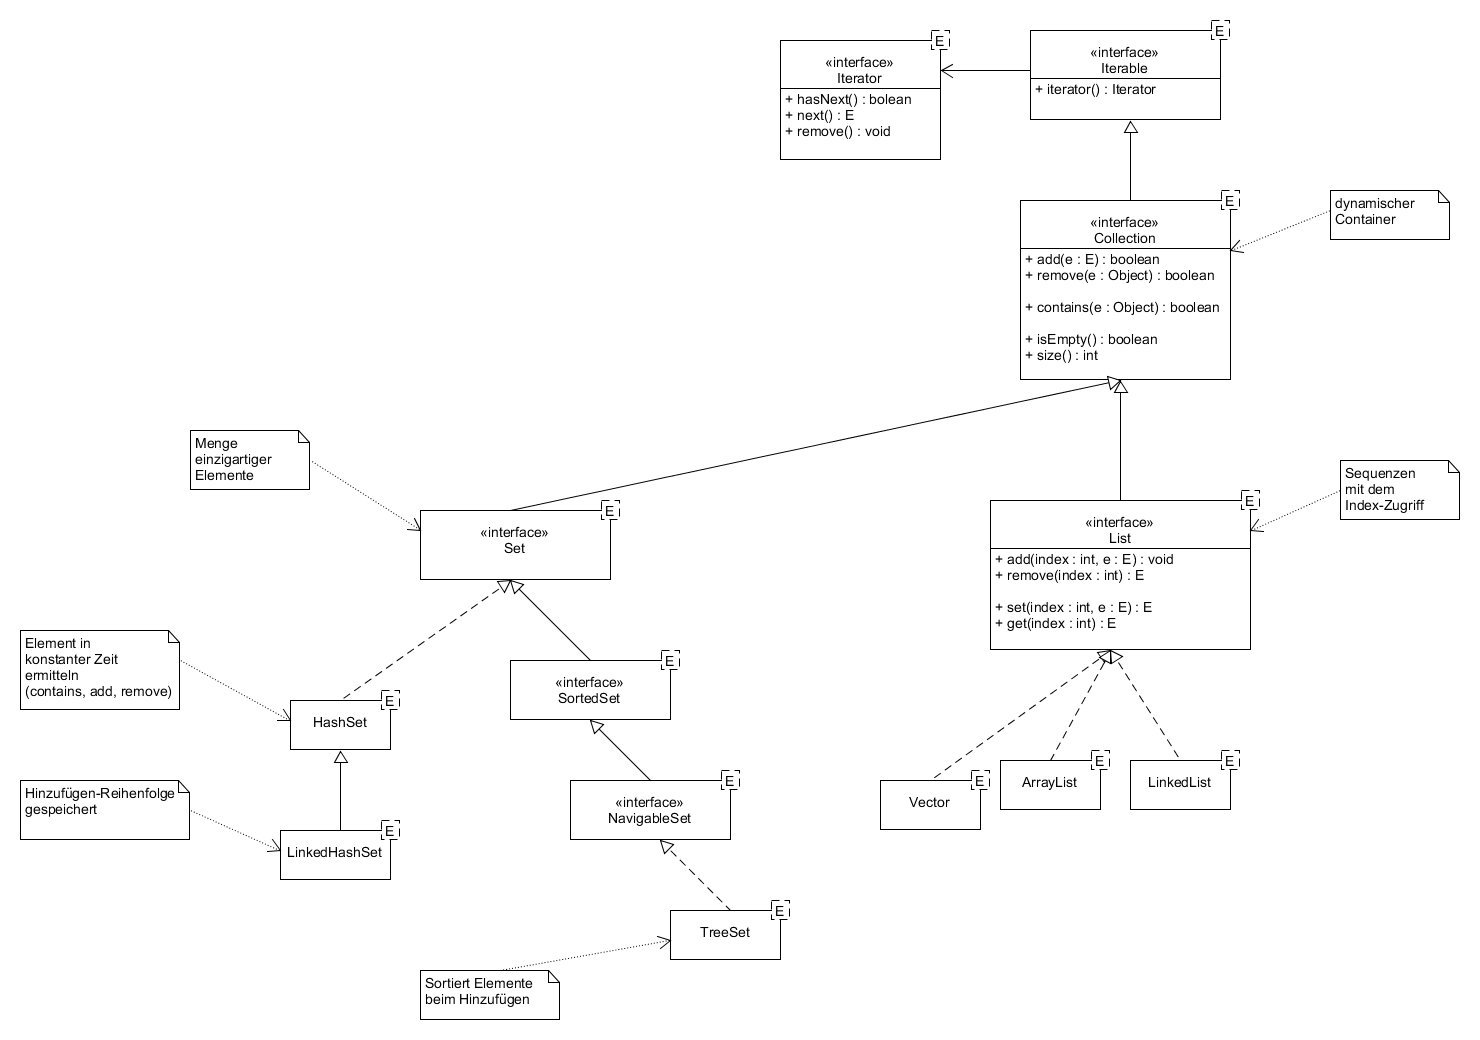 E
«interface»
Iterator
+ hasNext() : bolean
+ next() : E
+ remove() : void
E
«interface»
Iterable
+ iterator() : Iterator
E
«interface»
Collection
+ add(e : E) : boolean
+ remove(e : Object) : boolean
+ contains(e : Object) : boolean
+ isEmpty() : boolean
+ size() : int
dynamischer
Container
Menge
einzigartiger
Elemente
E
«interface»
Set
E
«interface»
List
+ add(index : int, e : E) : void
+ remove(index : int) : E
+ set(index : int, e : E) : E
+ get(index : int) : E
Sequenzen
mit dem
Index-Zugriff
Element in
konstanter Zeit
ermitteln
(contains, add, remove)
E
HashSet
E
«interface»
SortedSet
Hinzufügen-Reihenfolge
gespeichert
E
LinkedHashSet
E
«interface»
NavigableSet
E
Vector
E
ArrayList
E
LinkedList
E
TreeSet
Sortiert Elemente
beim Hinzufügen